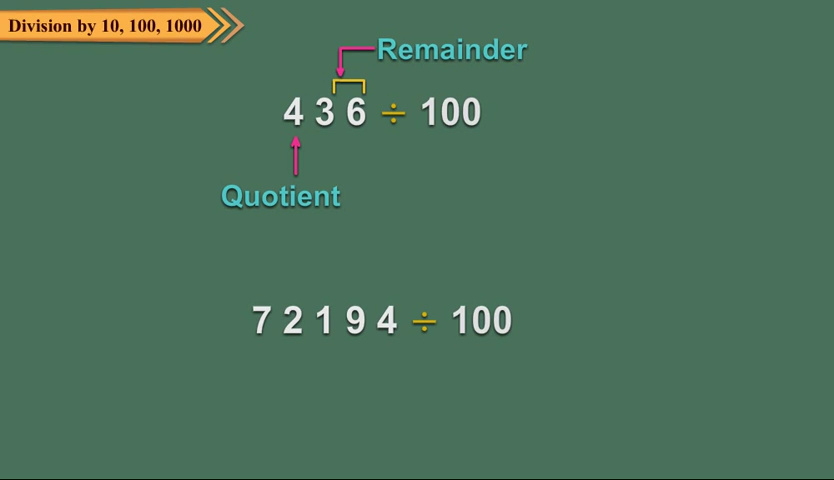 Division by 10, 100, 1000
Remainder
4 3 6 ÷ 100
Quotient
7 2 1 9 4 ÷ 100